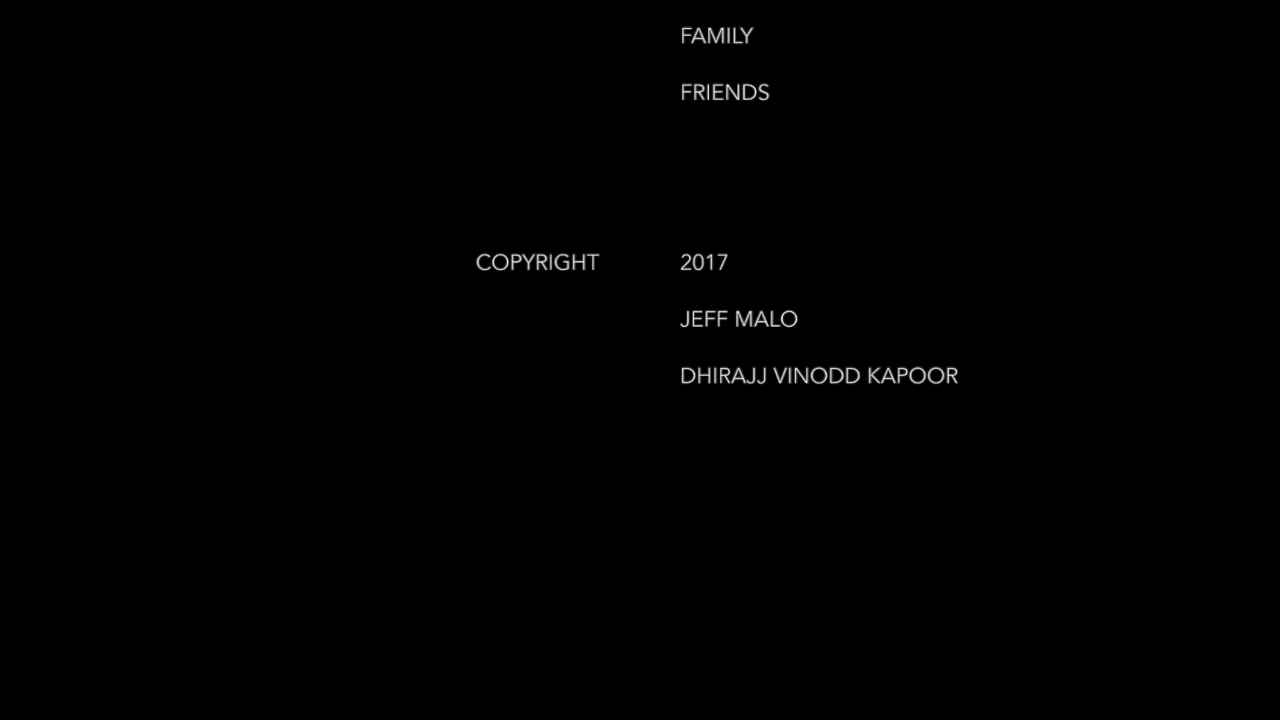 FAMILY
FRIENDS
COPYRIGHT 2017
JEFF MALO
DHIRAJJ VINODD KAPOOR